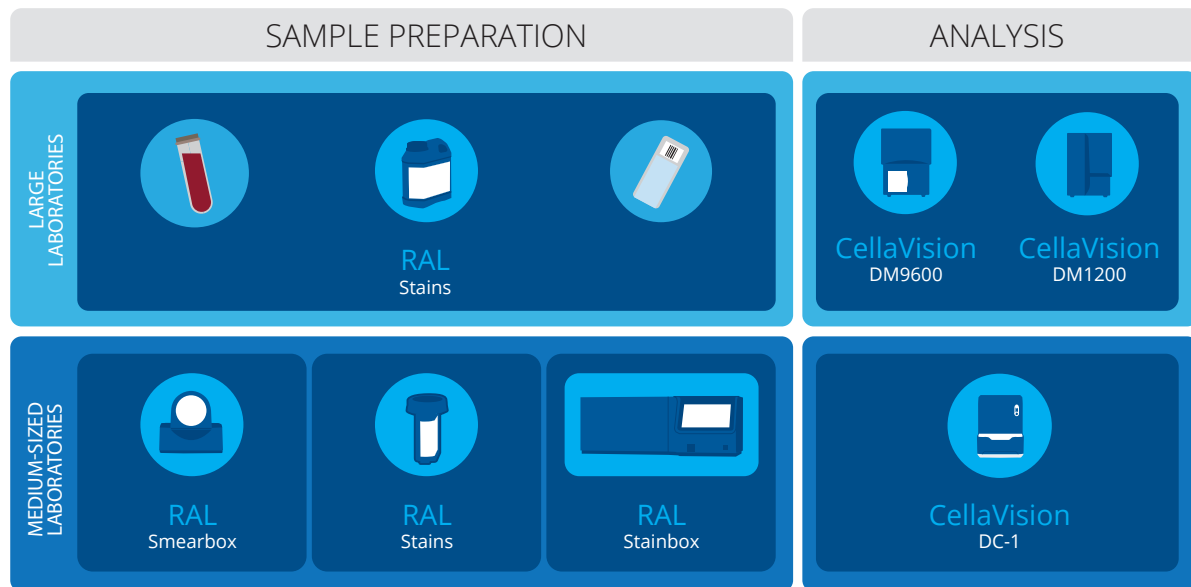 SAMPLE PREPARATION
ANALYSIS
LARGE
LABORATORIES
RAL
Stains
CellaVision
DM9600
CellaVision
DM1200
MEDIUM-SIZED
LABORATORIES
RAL
Smearbox
RAL
Stains
RAL
Stainbox
CellaVision
DC-1